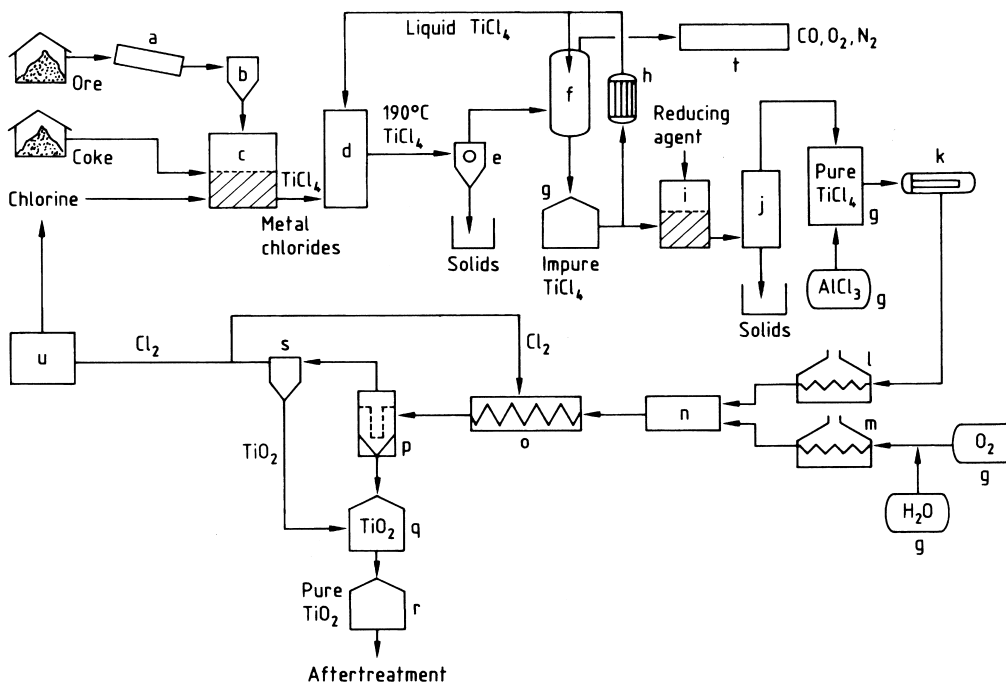 Liquid TiCl₄
CO, O₂, N₂
a
t
h
b
f
Ore
190°C
TiCl₄
Reducing
agent
k
c
d
e
Pure
TiCl₄
Coke
TiCl₄
g
i
j
g
Chlorine
Metal
chlorides
Solids
Impure
TiCl₄
AlCl₃
g
Solids
u
Cl₂
s
Cl₂
l
n
m
TiO₂
p
o
O₂
g
H₂O
g
TiO₂
q
Pure
TiO₂
r
Aftertreatment